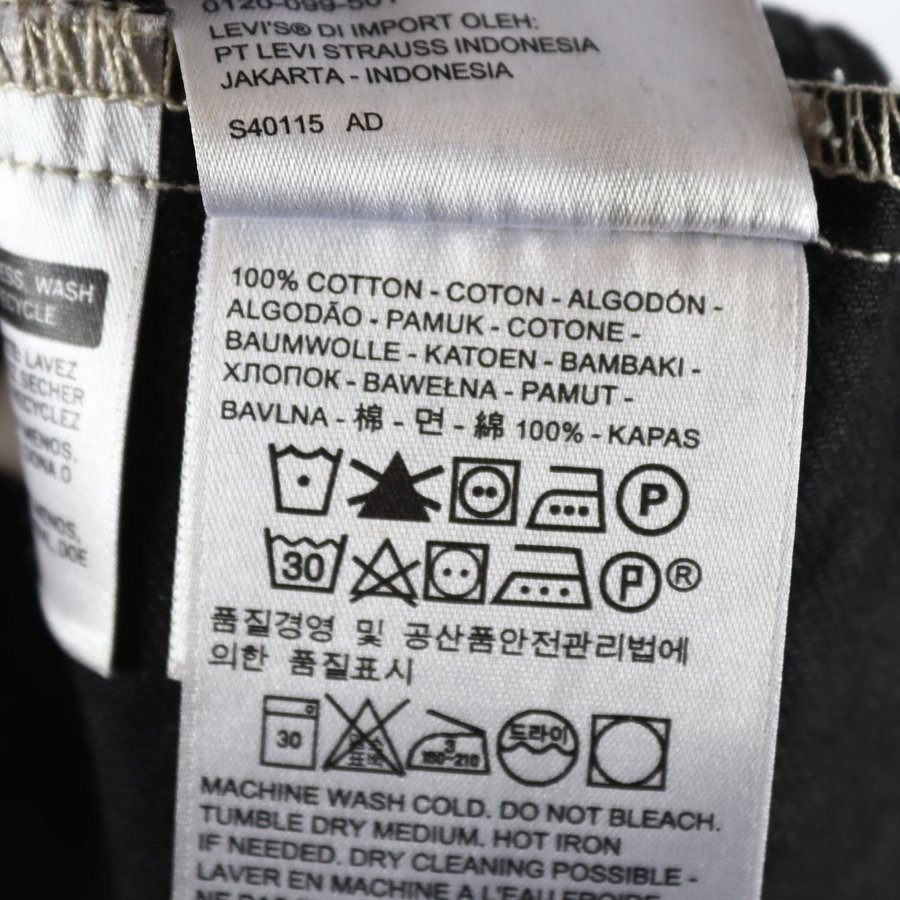 LEVI'S® DI IMPORT OLEH:
PT LEVI STRAUSS INDONESIA
JAKARTA - INDONESIA
S40115 AD
WASH
LAVEZ
100% COTTON - COTON - ALGODÓN -
ALGODÃO - PAMUK - COTONE -
BAUMWOLLE - KATOEN - BAMBAKI -
ХЛОПОК - BAWEŁNA - PAMUT -
BAVLNA - 棉 - 면 - 綿 100% - KAPAS
P
30 P ®
품질경영 및 공산품안전관리법에
의한 품질표시
30 염소 표백 3 180-210 드라이
MACHINE WASH COLD. DO NOT BLEACH.
TUMBLE DRY MEDIUM. HOT IRON
IF NEEDED. DRY CLEANING POSSIBLE -
LAVER EN MACHINE A L'EAU FROIDE.